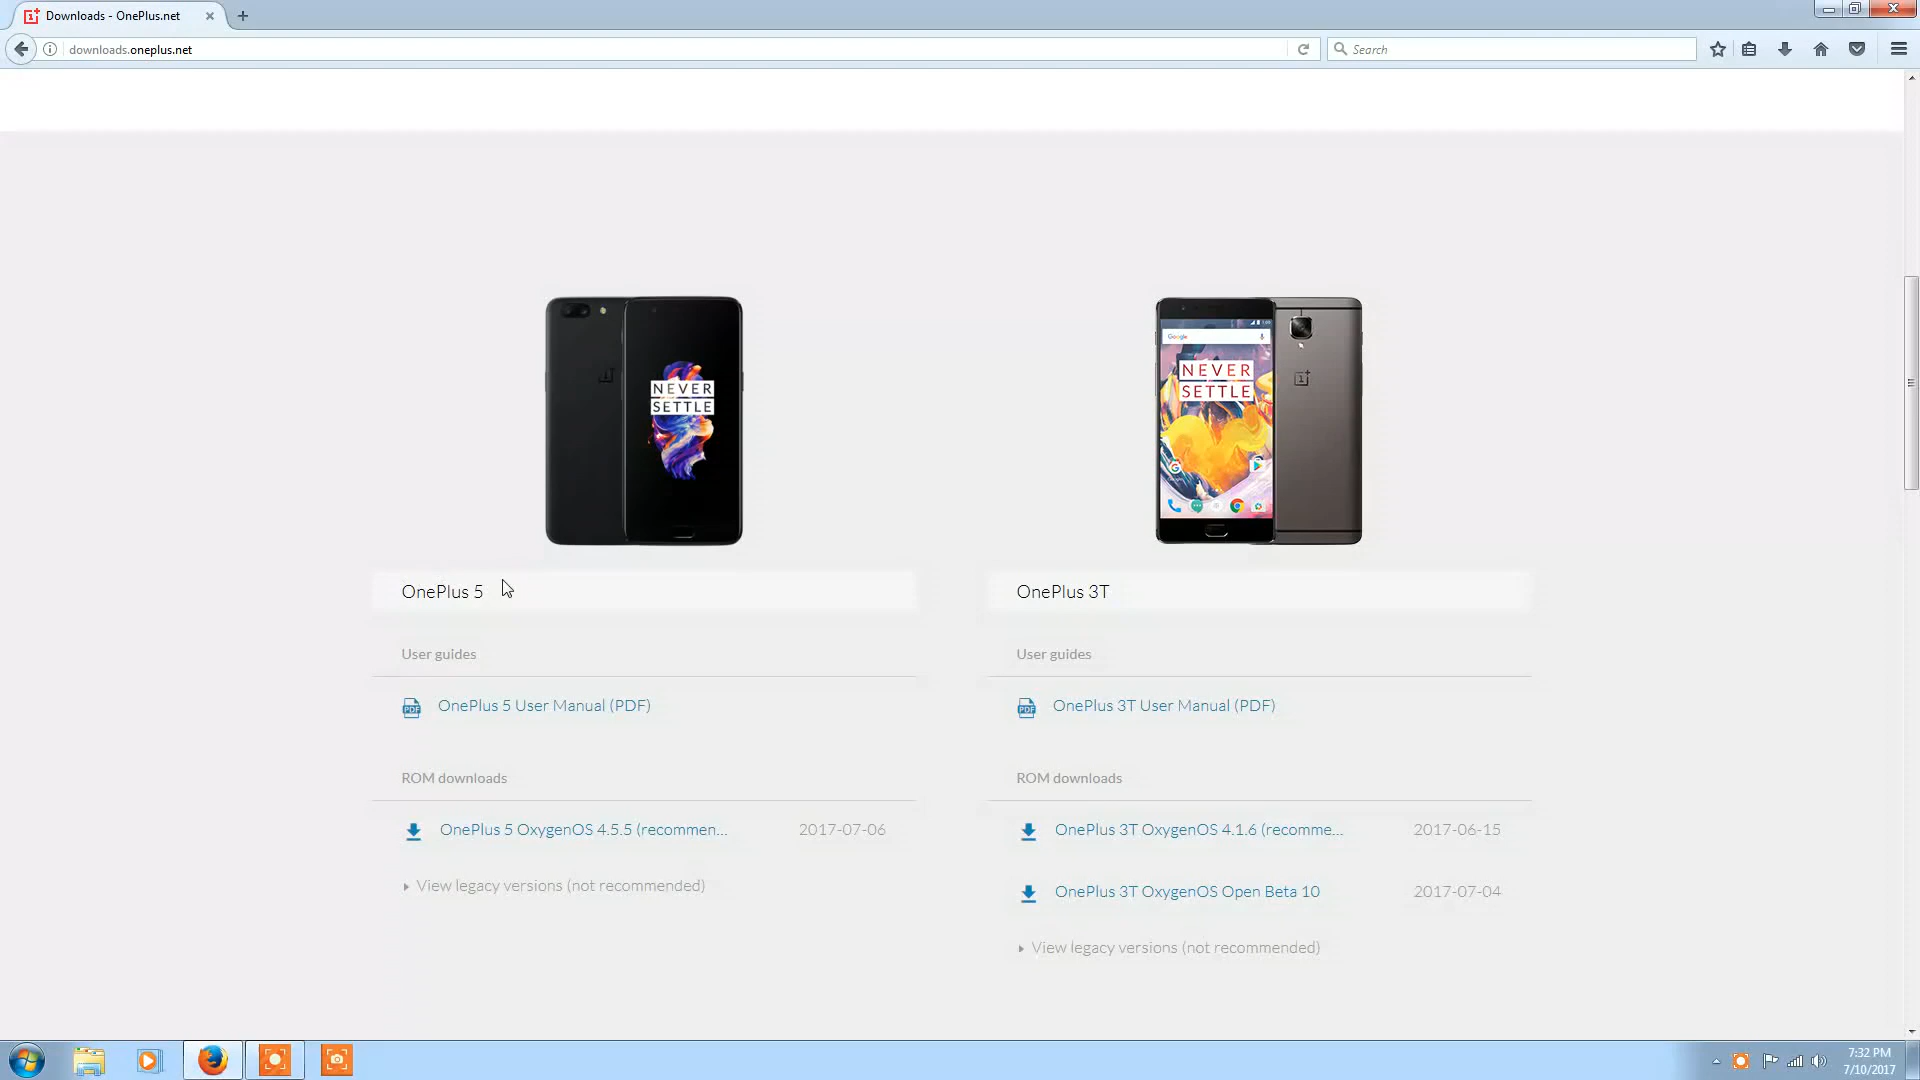 Downloads - OnePlus.net
downloads.oneplus.net
Search
NEVER
SETTLE
Google
NEVER
SETTLE
OnePlus 5
OnePlus 3T
User guides
User guides
PDF OnePlus 5 User Manual (PDF)
PDF OnePlus 3T User Manual (PDF)
ROM downloads
ROM downloads
OnePlus 5 OxygenOS 4.5.5 (recommen... 2017-07-06
OnePlus 3T OxygenOS 4.1.6 (recomme... 2017-06-15
View legacy versions (not recommended)
OnePlus 3T OxygenOS Open Beta 10 2017-07-04
View legacy versions (not recommended)
7:32 PM
7/10/2017